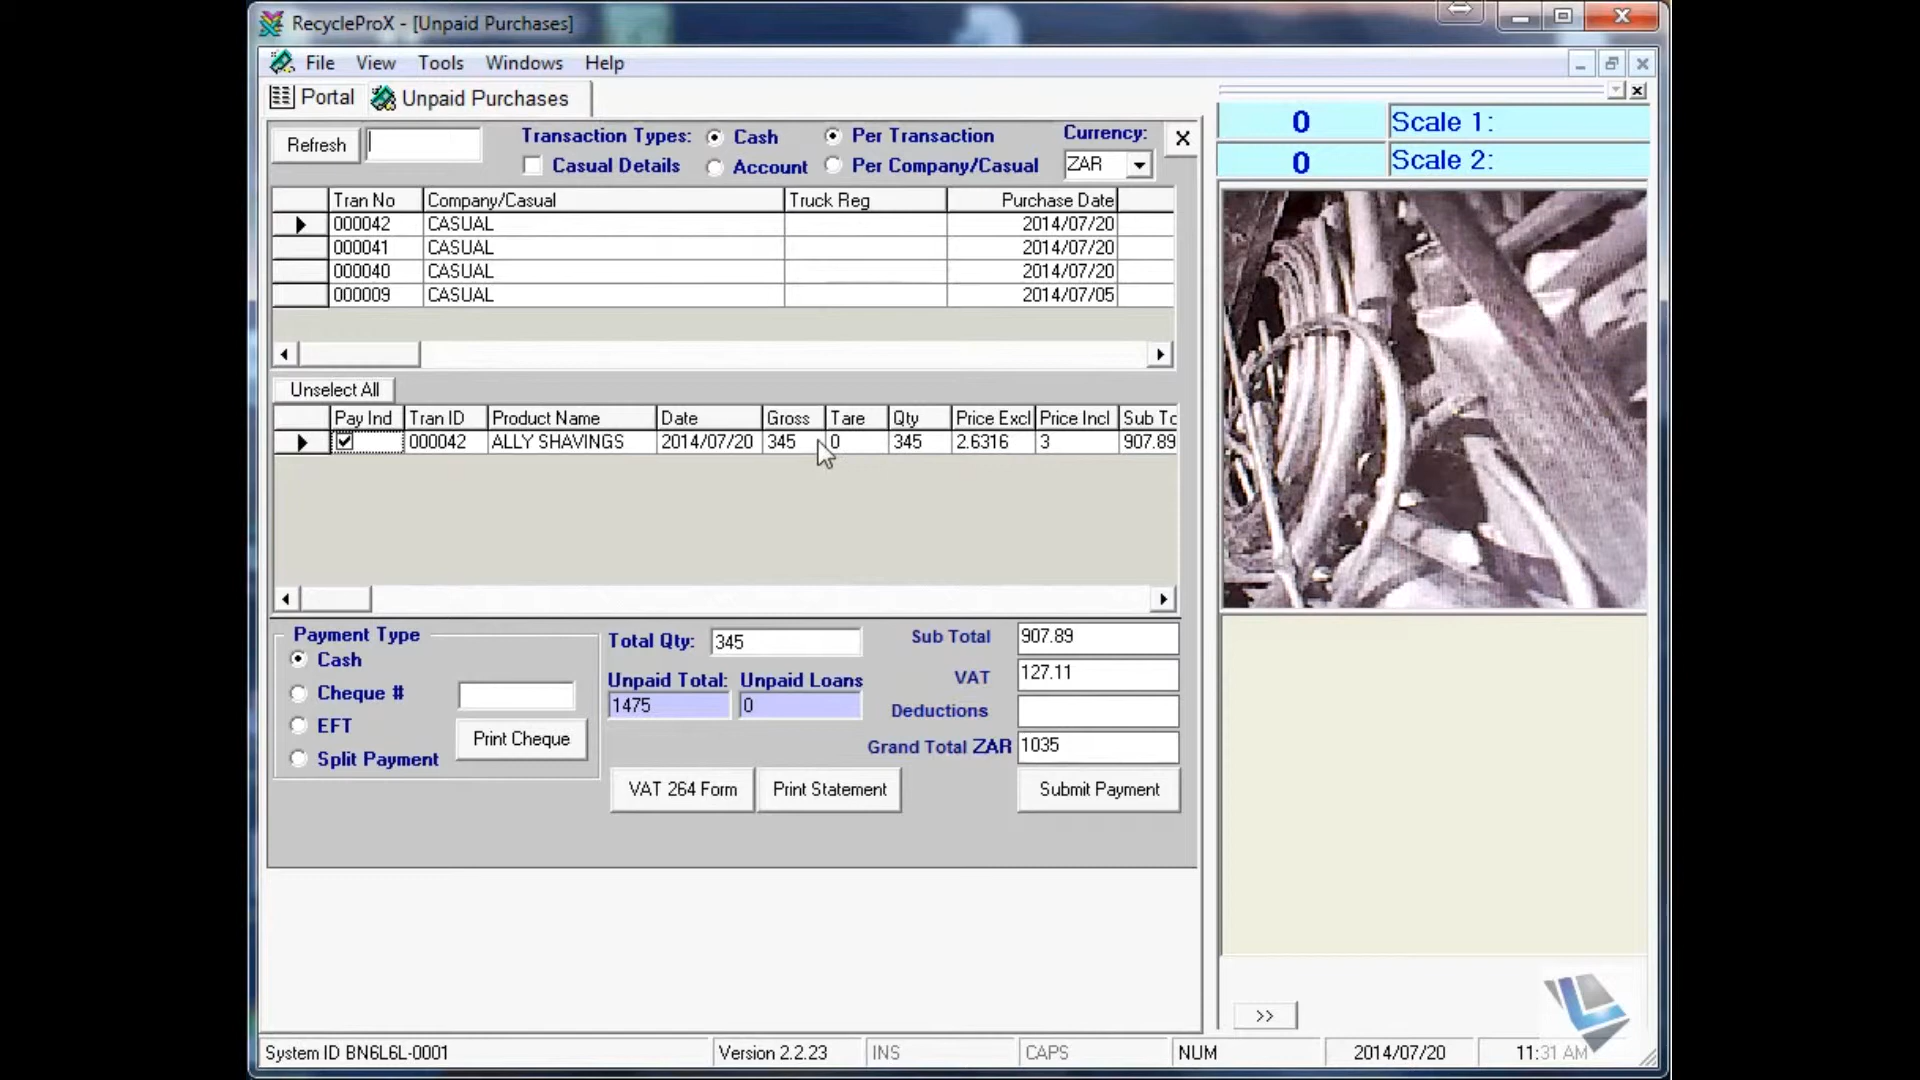 RecycleProX - [Unpaid Purchases]
File View Tools Windows Help
Portal Unpaid Purchases
Refresh Transaction Types: Cash Per Transaction Currency:
Casual Details Account Per Company/Casual ZAR
Tran No Company/Casual Truck Reg Purchase Date
000042 CASUAL 2014/07/20
000041 CASUAL 2014/07/20
000040 CASUAL 2014/07/20
000009 CASUAL 2014/07/05
Unselect All
Pay Ind Tran ID Product Name Date Gross Tare Qty Price Excl Price Incl Sub To
000042 ALLY SHAVINGS 2014/07/20 345 0 345 2.6316 3 907.89
Payment Type
Cash
Cheque #
EFT
Split Payment
Print Cheque
Total Qty: 345
Unpaid Total: Unpaid Loans
1475 0
Sub Total 907.89
VAT 127.11
Deductions
Grand Total ZAR 1035
VAT 264 Form Print Statement Submit Payment
0 Scale 1:
0 Scale 2:
>>
System ID BN6L6L-0001 Version 2.2.23 INS CAPS NUM 2014/07/20 11:31 AM